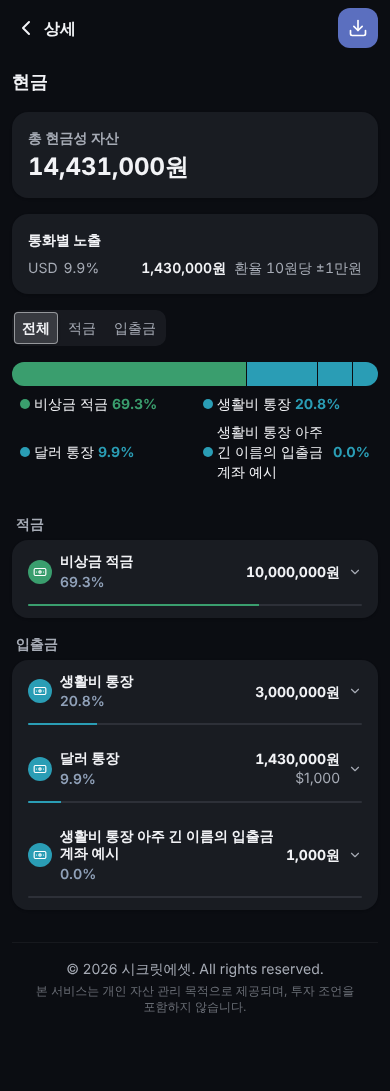 상세
현금
총 현금성 자산
14,431,000원
통화별 노출
USD 9.9% 1,430,000원 환율 10원당 ±1만원
전체 적금 입출금
비상금 적금 69.3% 생활비 통장 20.8%
달러 통장 9.9% 생활비 통장 아주
긴 이름의 입출금
계좌 예시 0.0%
적금
비상금 적금
69.3%
10,000,000원
입출금
생활비 통장
20.8%
3,000,000원
달러 통장
9.9%
1,430,000원
$1,000
생활비 통장 아주 긴 이름의 입출금
계좌 예시
0.0%
1,000원
© 2026 시크릿에셋. All rights reserved.
본 서비스는 개인 자산 관리 목적으로 제공되며, 투자 조언을
포함하지 않습니다.